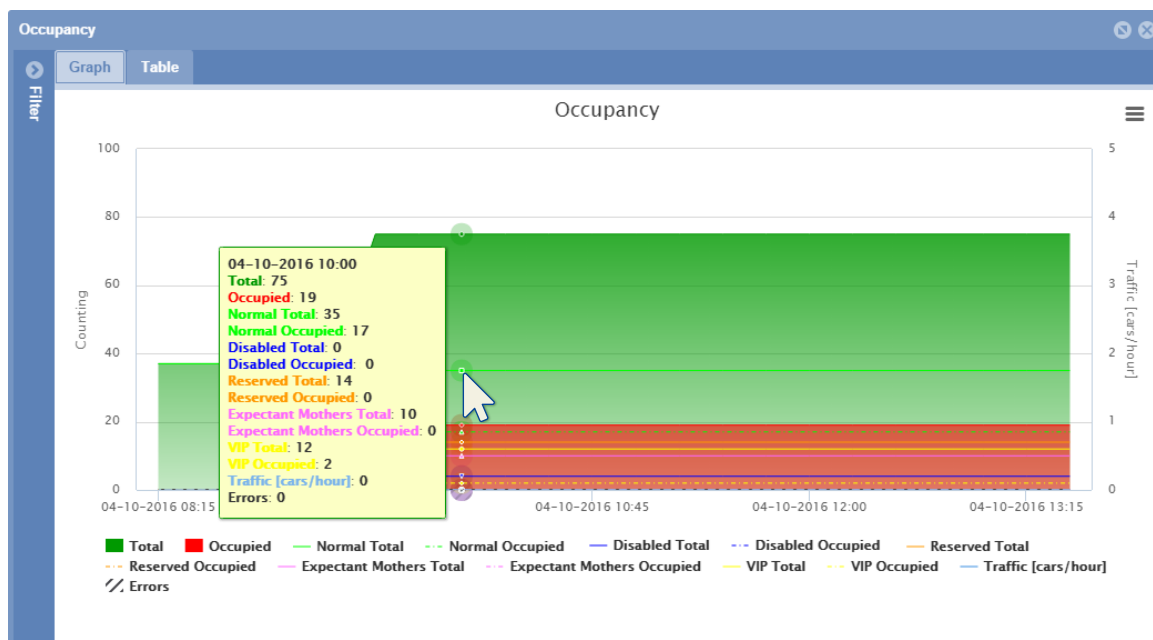 Occupancy
Filter
Graph Table
Occupancy
Counting
100
80
60
40
20
0
5
4
3
2
1
0
Traffic [cars/hour]
04-10-2016 10:00
Total: 75
Occupied: 19
Normal Total: 35
Normal Occupied: 17
Disabled Total: 0
Disabled Occupied: 0
Reserved Total: 14
Reserved Occupied: 0
Expectant Mothers Total: 10
Expectant Mothers Occupied: 0
VIP Total: 12
VIP Occupied: 2
Traffic [cars/hour]: 0
Errors: 0
04-10-2016 08:15 04-10-2016 10:45 04-10-2016 12:00 04-10-2016 13:15
Total Occupied Normal Total Normal Occupied Disabled Total Disabled Occupied Reserved Total
Reserved Occupied Expectant Mothers Total Expectant Mothers Occupied VIP Total VIP Occupied Traffic [cars/hour]
Errors